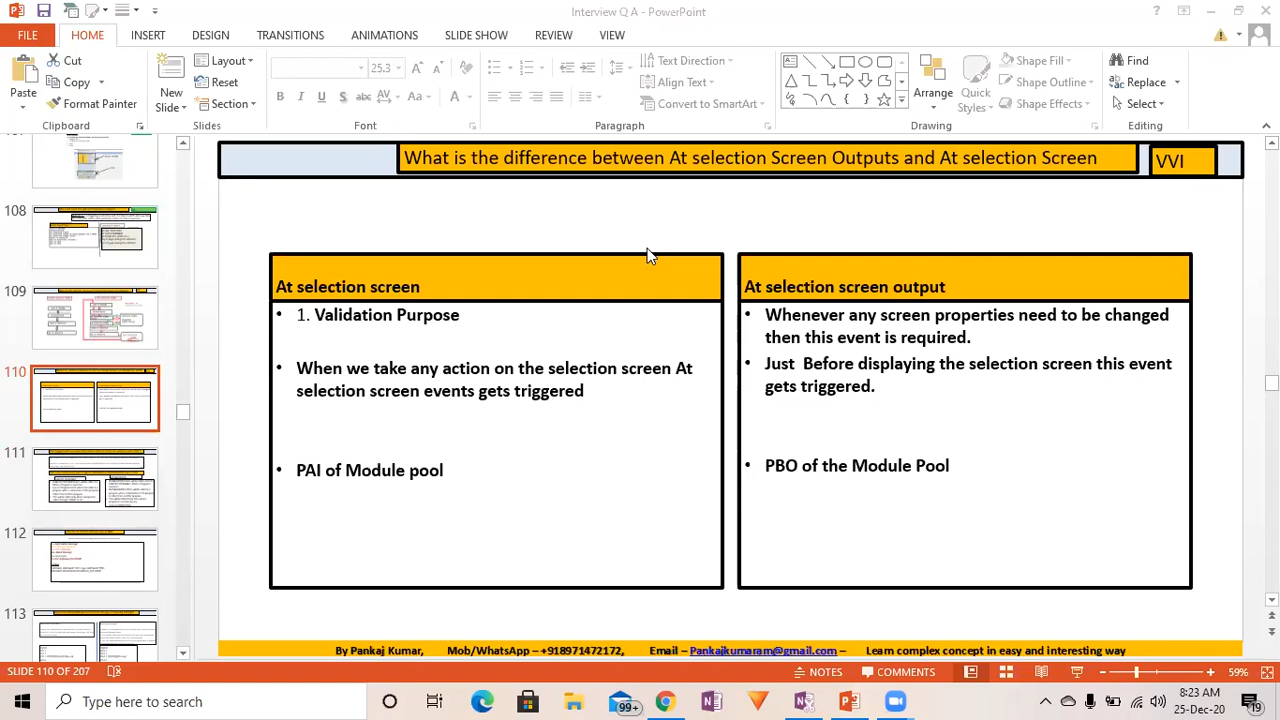 Interview Q A - PowerPoint
FILE HOME INSERT DESIGN TRANSITIONS ANIMATIONS SLIDE SHOW REVIEW VIEW
Paste
Cut
Copy
Format Painter
Clipboard
New Slide
Layout
Reset
Section
Slides
25.3
B I U S abc AV Aa A
Font
Text Direction
Align Text
Convert to SmartArt
Paragraph
Arrange
Quick Styles
Shape Fill
Shape Outline
Shape Effects
Drawing
Find
Replace
Select
Editing
108
109
110
111
112
113
What is the difference between At selection Screen Outputs and At selection Screen
VVI
At selection screen
• 1. Validation Purpose
• When we take any action on the selection screen At
selection screen events gets triggered
• PAI of Module pool
At selection screen output
• Whenever any screen properties need to be changed
then this event is required.
• Just Before displaying the selection screen this event
gets triggered.
• PBO of the Module Pool
By Pankaj Kumar, Mob/WhatsApp – +918971472172, Email – Pankajkumaram@gmail.com – Learn complex concept in easy and interesting way
SLIDE 110 OF 207 NOTES COMMENTS 59%
Type here to search
99+
8:23 AM
25-Dec-20
19